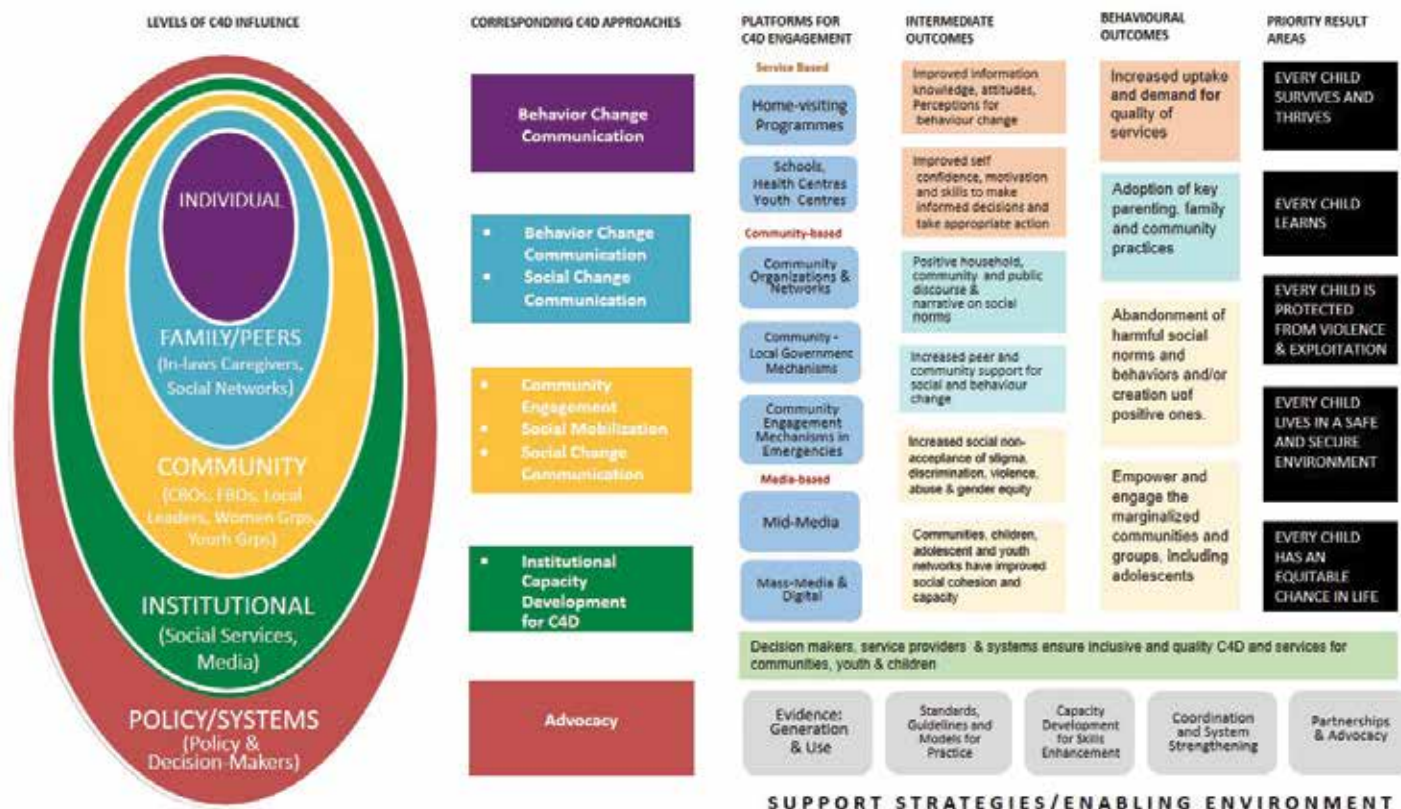 LEVELS OF C4D INFLUENCE
INDIVIDUAL
FAMILY/PEERS
(In-laws Caregivers,
Social Networks)
COMMUNITY
(CBOs, FBOs, Local
Leaders, Women Grps,
Youth Grps)
INSTITUTIONAL
(Social Services,
Media)
POLICY/SYSTEMS
(Policy &
Decision-Makers)
CORRESPONDING C4D APPROACHES
Behavior Change
Communication
▪ Behavior Change
Communication
▪ Social Change
Communication
▪ Community
Engagement
▪ Social Mobilization
▪ Social Change
Communication
▪ Institutional
Capacity
Development
for C4D
Advocacy
PLATFORMS FOR
C4D ENGAGEMENT
Service Based
Home-visiting
Programmes
Schools,
Health Centres
Youth Centres
Community-based
Community
Organizations &
Networks
Community -
Local Government
Mechanisms
Community
Engagement
Mechanisms in
Emergencies
Media-based
Mid-Media
Mass-Media &
Digital
INTERMEDIATE
OUTCOMES
Improved information
knowledge, attitudes,
Perceptions for
behaviour change
Improved self
confidence, motivation
and skills to make
informed decisions and
take appropriate action
Positive household,
community and public
discourse &
narrative on social
norms
Increased peer and
community support for
social and behaviour
change
Increased social non-
acceptance of stigma,
discrimination, violence,
abuse & gender equity
Communities, children,
adolescent and youth
networks have improved
social cohesion and
capacity
BEHAVIOURAL
OUTCOMES
Increased uptake
and demand for
quality of
services
Adoption of key
parenting, family
and community
practices
Abandonment of
harmful social
norms and
behaviors and/or
creation uof
positive ones.
Empower and
engage the
marginalized
communities and
groups, including
adolescents
PRIORITY RESULT
AREAS
EVERY CHILD
SURVIVES AND
THRIVES
EVERY CHILD
LEARNS
EVERY CHILD IS
PROTECTED
FROM VIOLENCE
& EXPLOITATION
EVERY CHILD
LIVES IN A SAFE
AND SECURE
ENVIRONMENT
EVERY CHILD
HAS AN
EQUITABLE
CHANCE IN LIFE
Decision makers, service providers & systems ensure inclusive and quality C4D and services for
communities, youth & children
Evidence:
Generation
& Use
Standards,
Guidelines and
Models for
Practice
Capacity
Development
for Skills
Enhancement
Coordination
and System
Strengthening
Partnerships
& Advocacy
SUPPORT STRATEGIES/ENABLING ENVIRONMENT